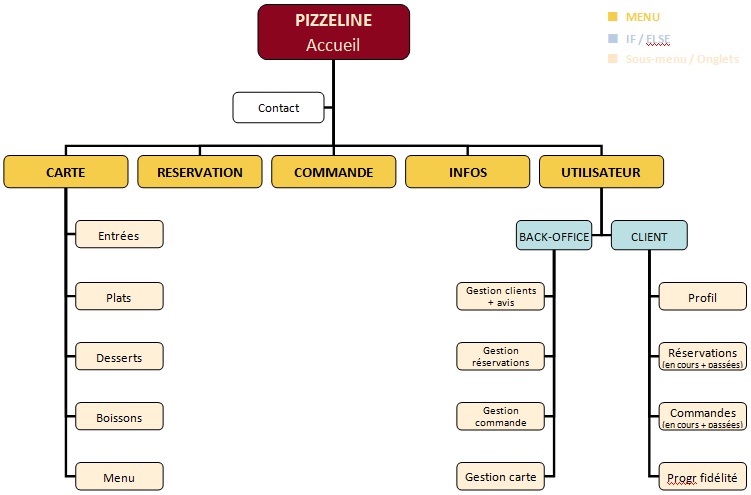 PIZZELINE
Accueil
MENU
IF / ELSE
Sous-menu / Onglets
Contact
CARTE
RESERVATION
COMMANDE
INFOS
UTILISATEUR
BACK-OFFICE
CLIENT
Entrées
Plats
Desserts
Boissons
Menu
Gestion clients
+ avis
Gestion
réservations
Gestion
commande
Gestion carte
Profil
Réservations
(en cours + passées)
Commandes
(en cours + passées)
Progr fidélité